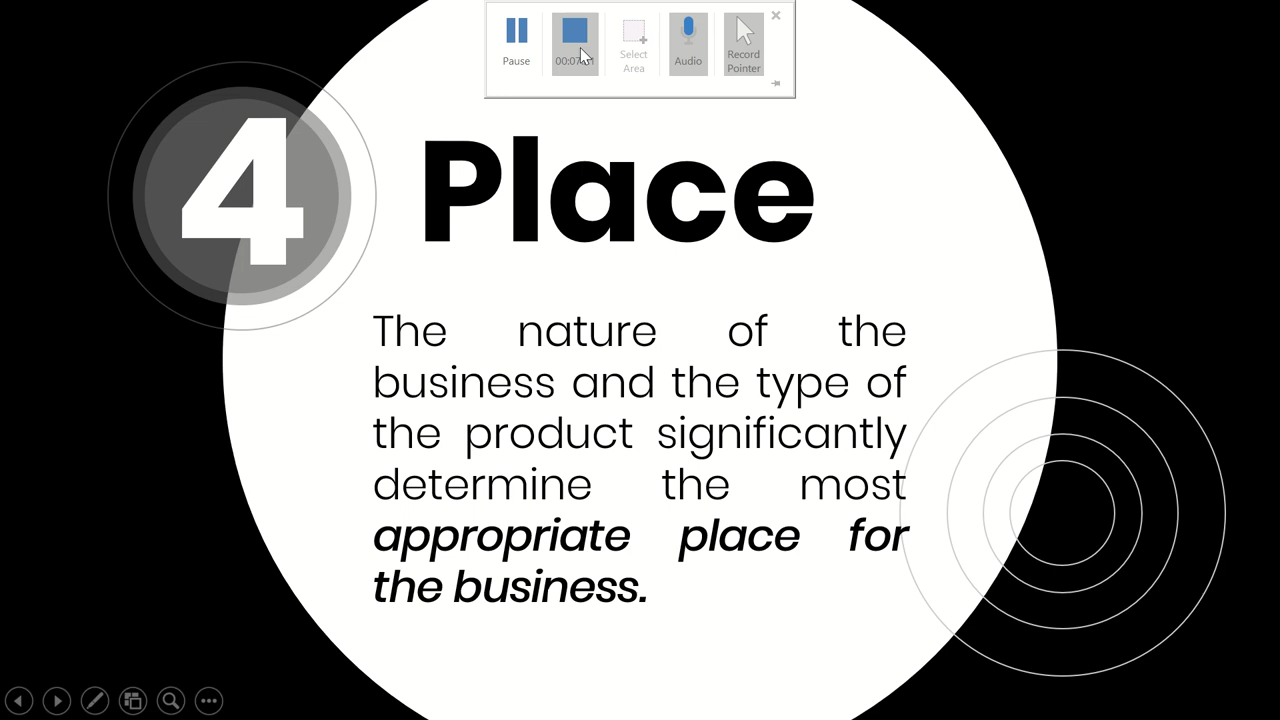 Pause
Select
Area
Audio
Record
Pointer
4
Place
The nature of the
business and the type of
the product significantly
determine the most
appropriate place for
the business.